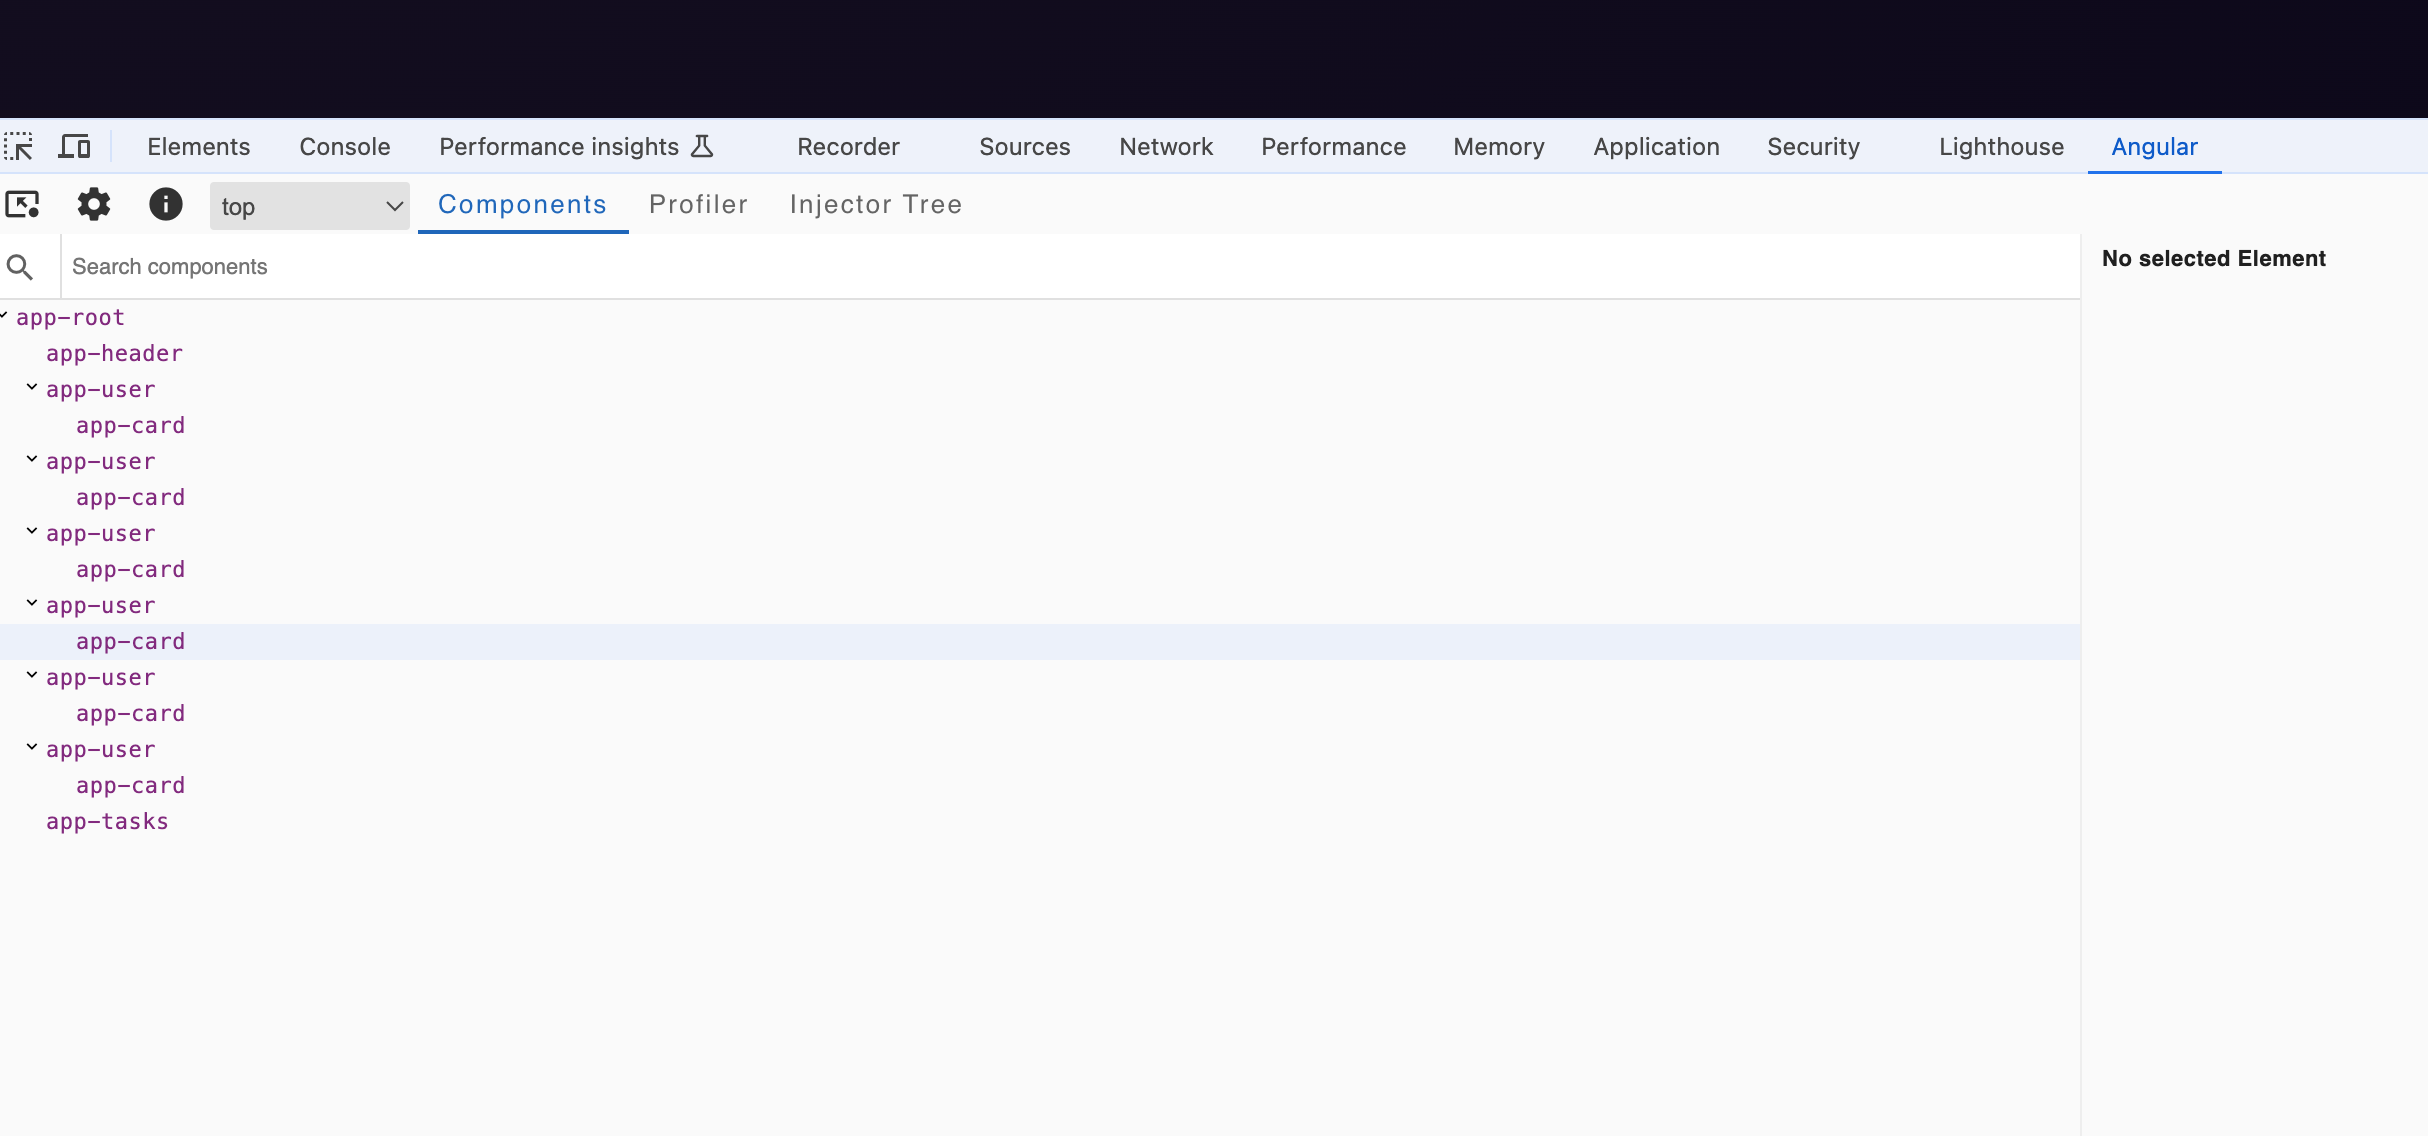 Elements Console Performance insights Recorder Sources Network Performance Memory Application Security Lighthouse Angular
top Components Profiler Injector Tree
Search components
No selected Element
app-root
app-header
app-user
app-card
app-user
app-card
app-user
app-card
app-user
app-card
app-user
app-card
app-user
app-card
app-tasks